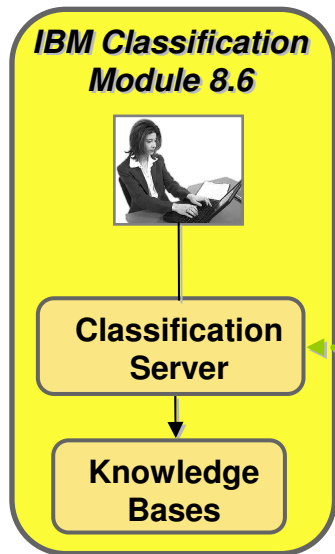 IBM Classification
Module 8.6
Classification
Server
Knowledge
Bases